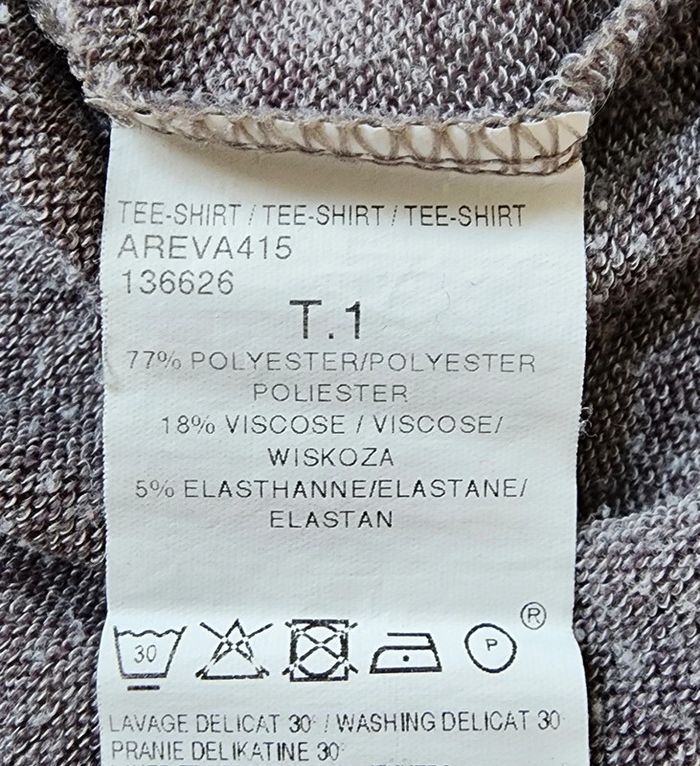 TEE-SHIRT / TEE-SHIRT / TEE-SHIRT
AREVA415
136626
T.1
77% POLYESTER/POLYESTER
POLIESTER
18% VISCOSE / VISCOSE/
WISKOZA
5% ELASTHANNE/ELASTANE/
ELASTAN
®
30 P
LAVAGE DELICAT 30° / WASHING DELICAT 30°
PRANIE DELIKATINE 30°